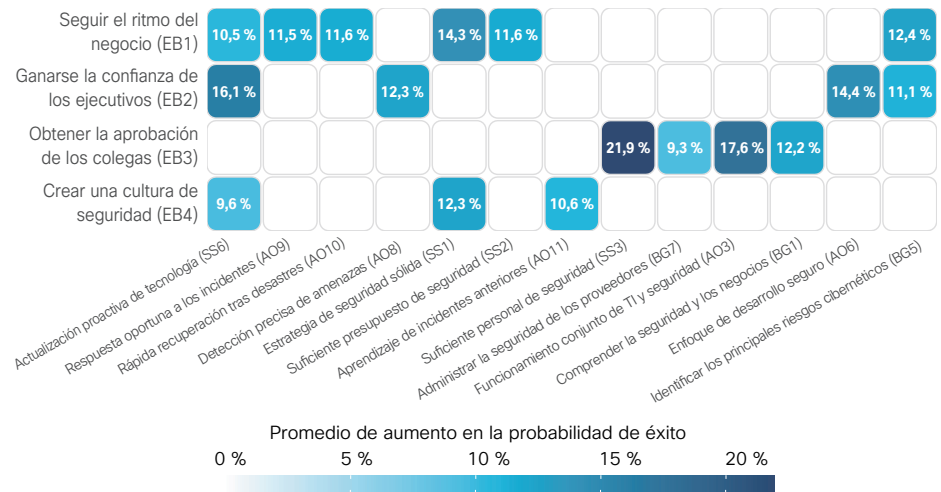 Seguir el ritmo del
negocio (EB1)
10,5 % 11,5 % 11,6 % 14,3 % 11,6 % 12,4 %
Ganarse la confianza de
los ejecutivos (EB2)
16,1 % 12,3 % 14,4 % 11,1 %
Obtener la aprobación
de los colegas (EB3)
21,9 % 9,3 % 17,6 % 12,2 %
Crear una cultura de
seguridad (EB4)
9,6 % 12,3 % 10,6 %
Actualización proactiva de tecnología (SS6)
Respuesta oportuna a los incidentes (AO9)
Rápida recuperación tras desastres (AO10)
Detección precisa de amenazas (AO8)
Estrategia de seguridad sólida (SS1)
Suficiente presupuesto de seguridad (SS2)
Aprendizaje de incidentes anteriores (AO11)
Suficiente personal de seguridad (SS3)
Administrar la seguridad de los proveedores (BG7)
Funcionamiento conjunto de TI y seguridad (AO3)
Comprender la seguridad y los negocios (BG1)
Enfoque de desarrollo seguro (AO6)
Identificar los principales riesgos cibernéticos (BG5)
Promedio de aumento en la probabilidad de éxito
0 % 5 % 10 % 15 % 20 %